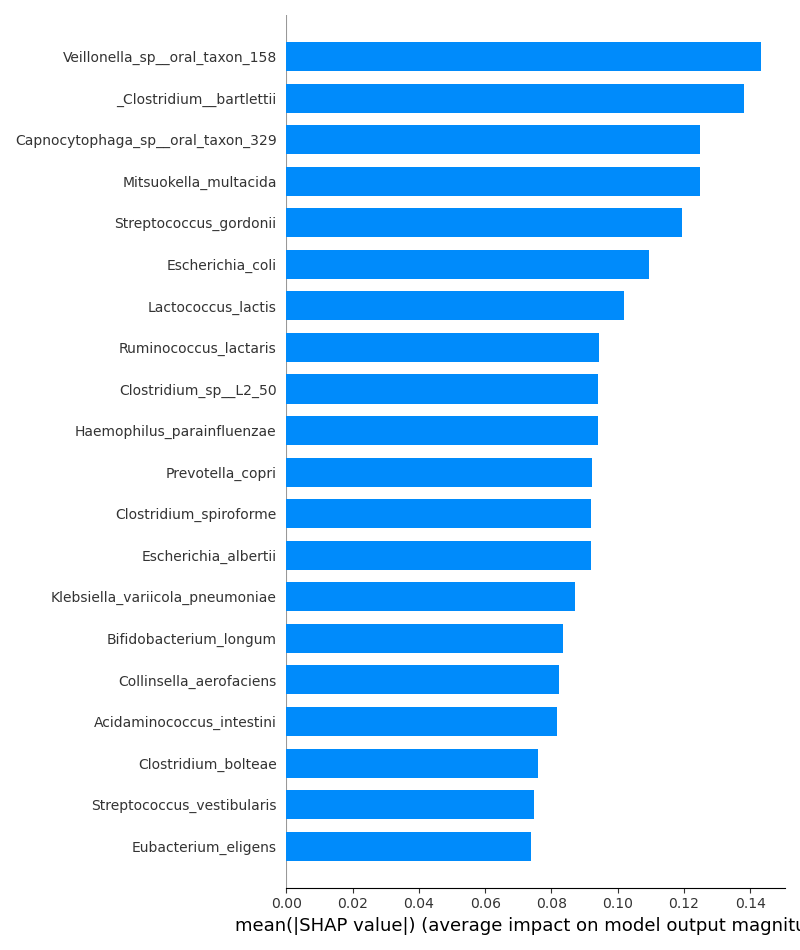 Veillonella_sp__oral_taxon_158
_Clostridium__bartlettii
Capnocytophaga_sp__oral_taxon_329
Mitsuokella_multacida
Streptococcus_gordonii
Escherichia_coli
Lactococcus_lactis
Ruminococcus_lactaris
Clostridium_sp__L2_50
Haemophilus_parainfluenzae
Prevotella_copri
Clostridium_spiroforme
Escherichia_albertii
Klebsiella_variicola_pneumoniae
Bifidobacterium_longum
Collinsella_aerofaciens
Acidaminococcus_intestini
Clostridium_bolteae
Streptococcus_vestibularis
Eubacterium_eligens
0.00 0.02 0.04 0.06 0.08 0.10 0.12 0.14
mean(|SHAP value|) (average impact on model output magnitu